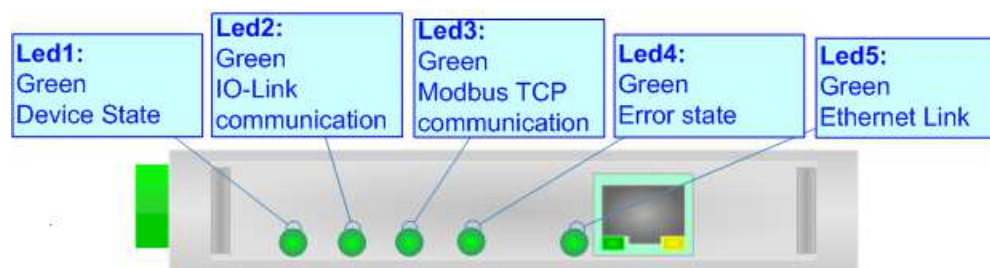 Led1:
Green
Device State
Led2:
Green
IO-Link
communication
Led3:
Green
Modbus TCP
communication
Led4:
Green
Error state
Led5:
Green
Ethernet Link